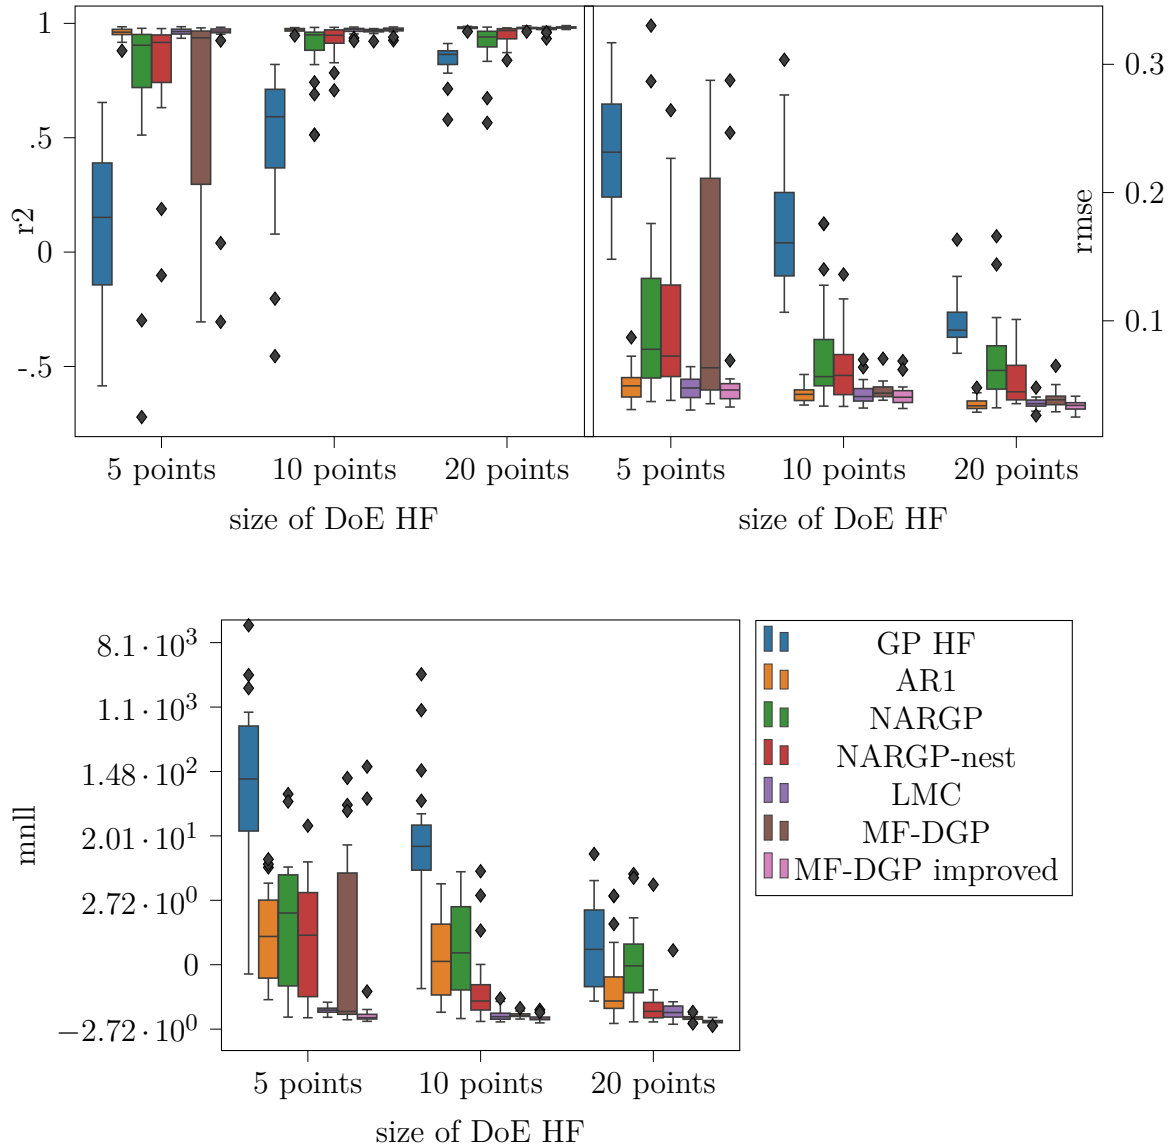 1
.5
0
-.5
r2
5 points
10 points
20 points
size of DoE HF
0.3
0.2
0.1
rmse
5 points
10 points
20 points
size of DoE HF
8.1 · 10³
1.1 · 10³
1.48 · 10²
2.01 · 10¹
2.72 · 10⁰
0
−2.72 · 10⁰
mnll
5 points
10 points
20 points
size of DoE HF
GP HF
AR1
NARGP
NARGP-nest
LMC
MF-DGP
MF-DGP improved